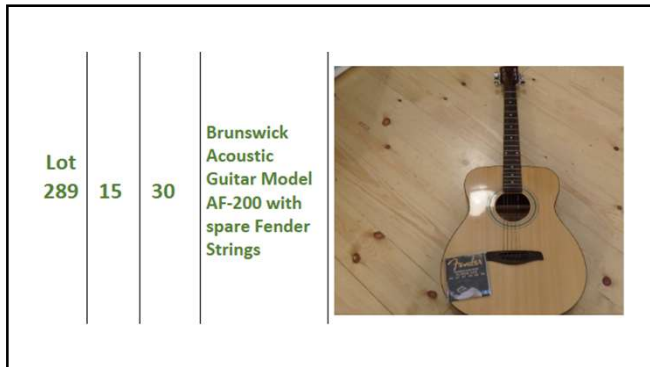 Lot
289
15
30
Brunswick
Acoustic
Guitar Model
AF-200 with
spare Fender
Strings
Fender